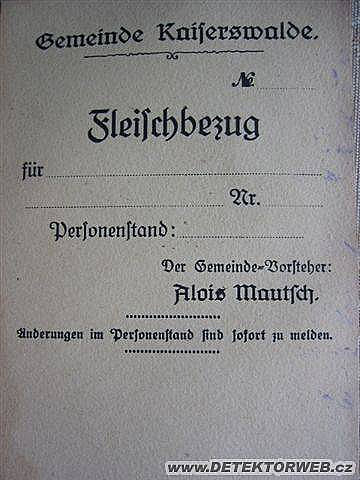 Gemeinde Kaiserswalde.
№
Fleischbezug
für
Nr.
Personenstand:
Der Gemeinde-Vorsteher:
Alois Mautsch.
Änderungen im Personenstand sind sofort zu melden.
www.DETEKTORWEB.cz